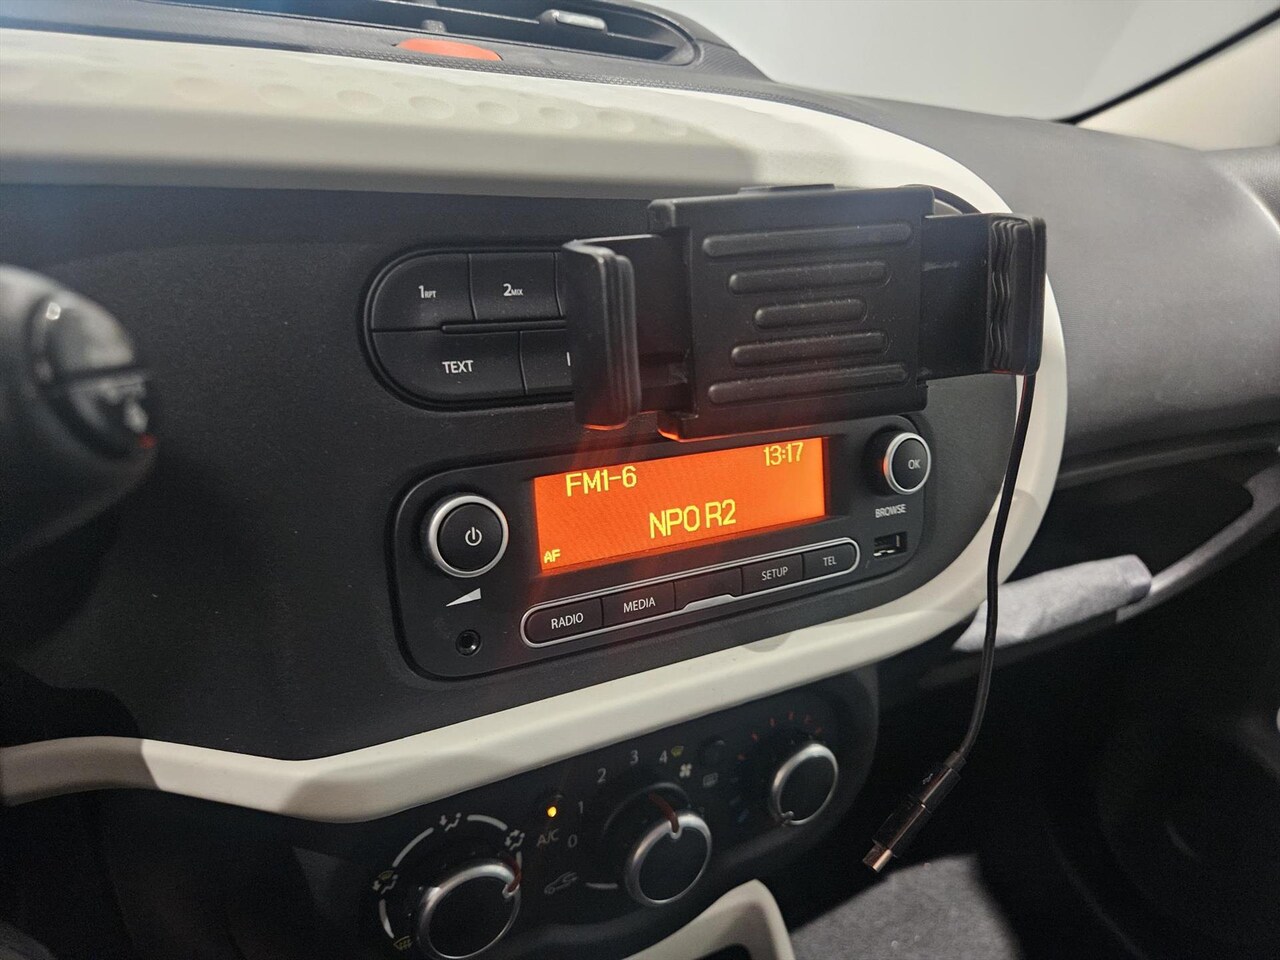 1RPT
2MIX
TEXT
FM1-6
13:17
NPO R2
AF
OK
BROWSE
RADIO
MEDIA
SETUP
TEL
0
1
2
3
4
A/C